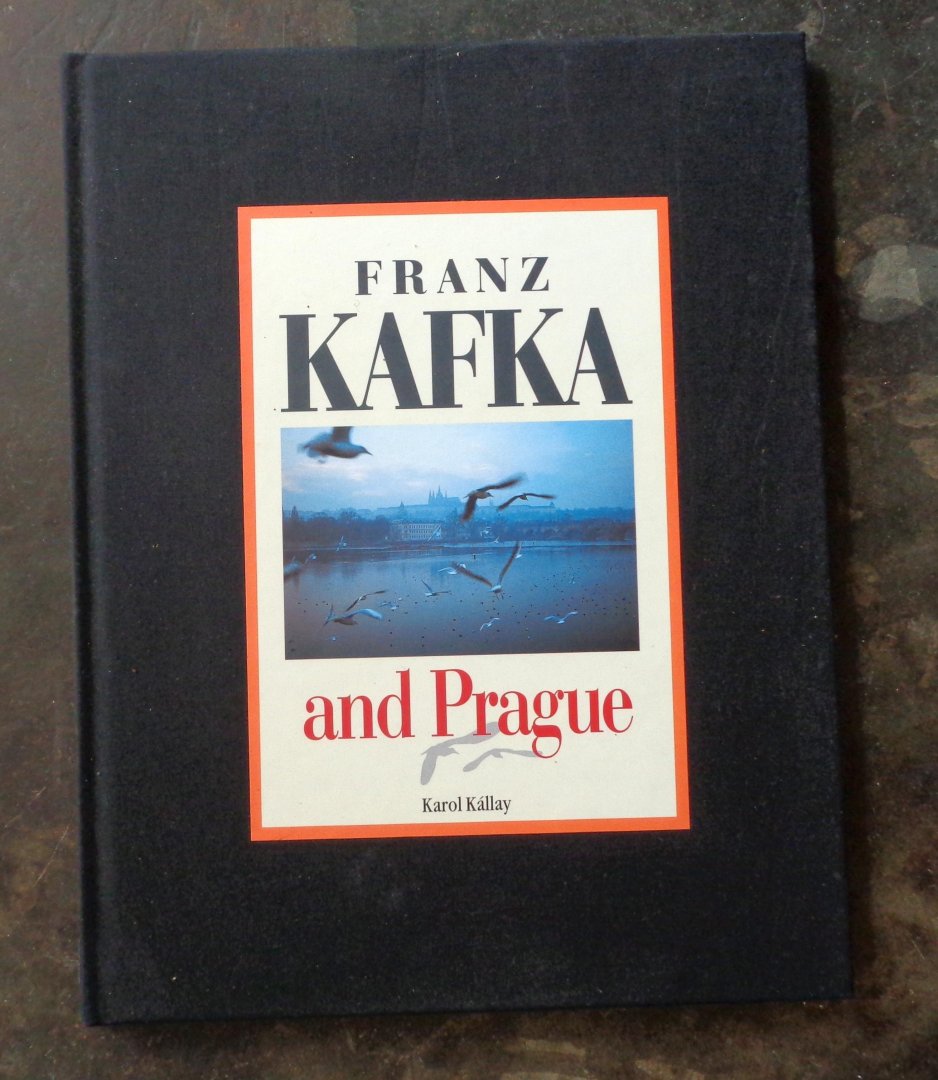 FRANZ
KAFKA
and Prague
Karol Kállay